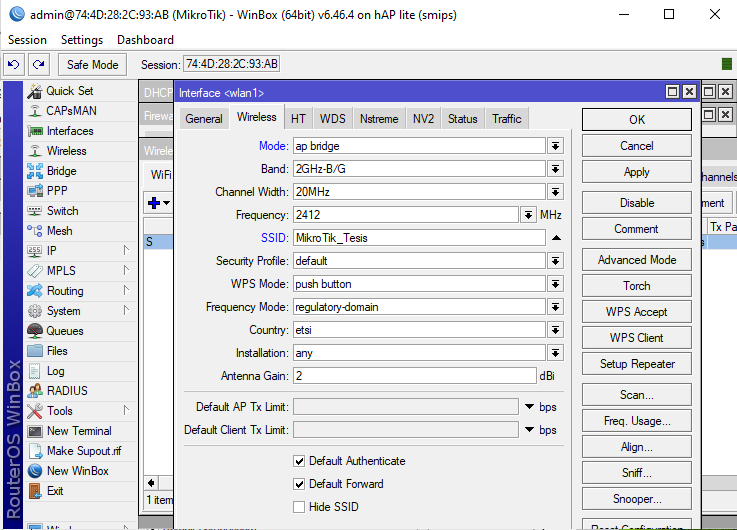 admin@74:4D:28:2C:93:AB (MikroTik) - WinBox (64bit) v6.46.4 on hAP lite (smips)
Session Settings Dashboard
Safe Mode Session: 74:4D:28:2C:93:AB
Quick Set
CAPsMAN
Interfaces
Wireless
Bridge
PPP
Switch
Mesh
IP
MPLS
Routing
System
Queues
Files
Log
RADIUS
Tools
New Terminal
Make Supout.rif
New WinBox
Exit
RouterOS WinBox
DHCP
Wireless
WiFi
S
1 item
Interface <wlan1>
General Wireless HT WDS Nstreme NV2 Status Traffic
Mode: ap bridge
Band: 2GHz-B/G
Channel Width: 20MHz
Frequency: 2412 MHz
SSID: MikroTik_Tesis
Security Profile: default
WPS Mode: push button
Frequency Mode: regulatory-domain
Country: etsi
Installation: any
Antenna Gain: 2 dBi
Default AP Tx Limit: bps
Default Client Tx Limit: bps
Default Authenticate
Default Forward
Hide SSID
OK
Cancel
Apply
Disable
Comment
Advanced Mode
Torch
WPS Accept
WPS Client
Setup Repeater
Scan...
Freq. Usage...
Align...
Sniff...
Snooper...
Reset Configuration
hannels
ment
Tx Pa